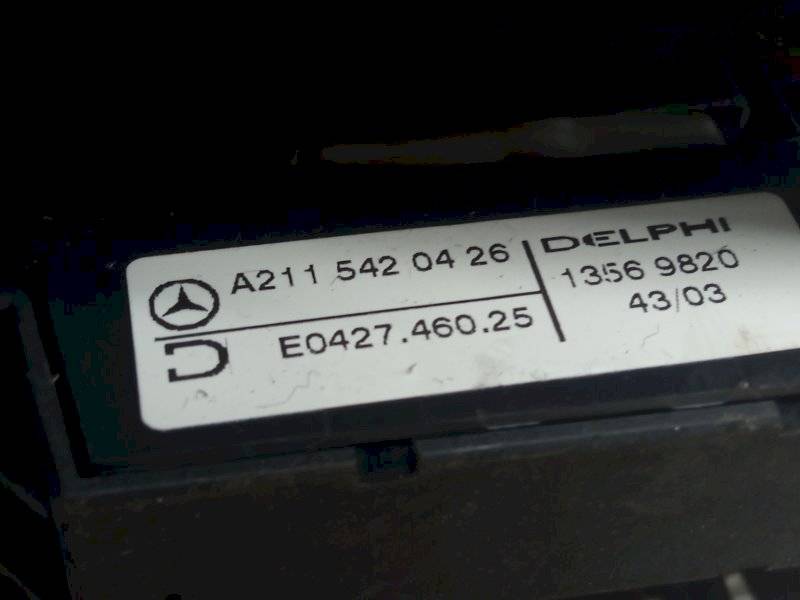 A211 542 04 26
D E0427.460.25
DELPHI
1356 9820
43/03